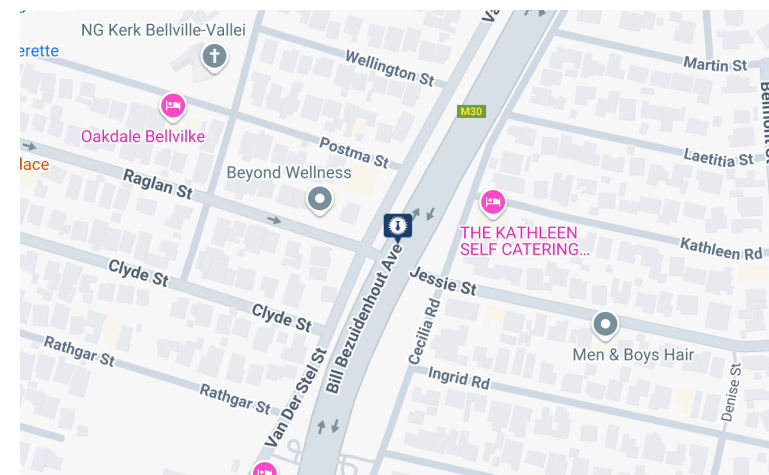 NG Kerk Bellville-Vallei
erette
Wellington St
Martin St
M30
Oakdale Bellvilke
Postma St
Laetitia St
lace
Beyond Wellness
Raglan St
THE KATHLEEN
SELF CATERING...
Kathleen Rd
Clyde St
Jessie St
Bill Bezuidenhout Ave
Clyde St
Cecilia Rd
Men & Boys Hair
Rathgar St
Van Der Stel St
Ingrid Rd
Rathgar St
Denise St